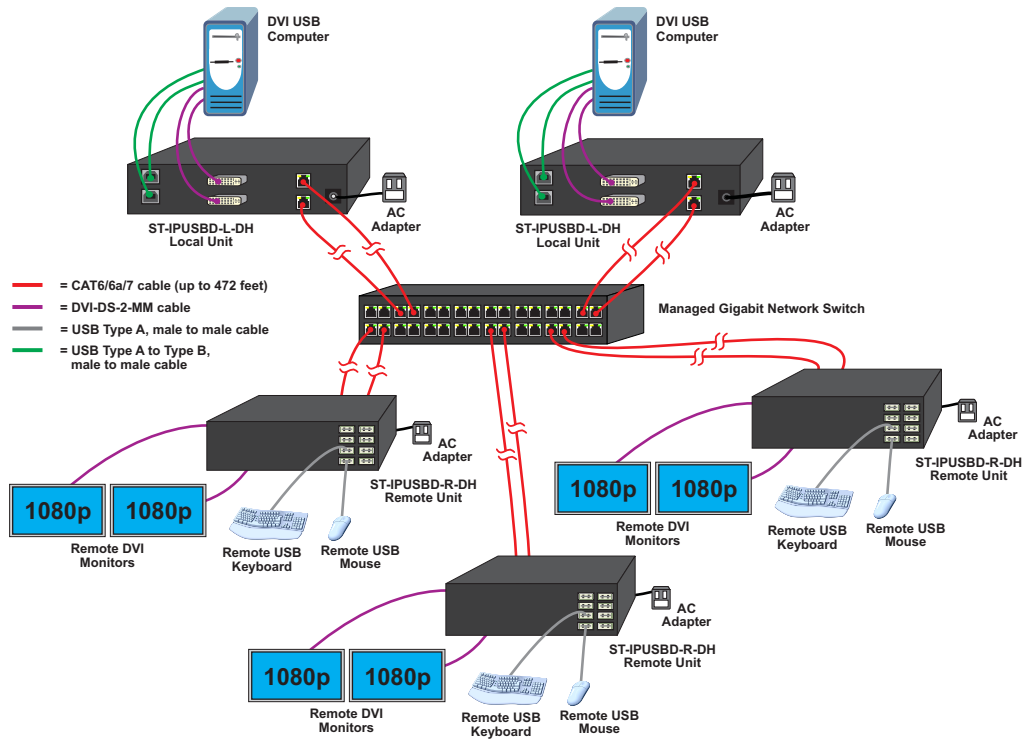 DVI USB
Computer
DVI USB
Computer
AC
Adapter
AC
Adapter
ST-IPUSBD-L-DH
Local Unit
ST-IPUSBD-L-DH
Local Unit
= CAT6/6a/7 cable (up to 472 feet)
= DVI-DS-2-MM cable
= USB Type A, male to male cable
= USB Type A to Type B,
male to male cable
Managed Gigabit Network Switch
AC
Adapter
ST-IPUSBD-R-DH
Remote Unit
1080p
1080p
Remote DVI
Monitors
Remote USB
Keyboard
Remote USB
Mouse
AC
Adapter
ST-IPUSBD-R-DH
Remote Unit
1080p
1080p
Remote DVI
Monitors
Remote USB
Keyboard
Remote USB
Mouse
AC
Adapter
ST-IPUSBD-R-DH
Remote Unit
1080p
1080p
Remote DVI
Monitors
Remote USB
Keyboard
Remote USB
Mouse